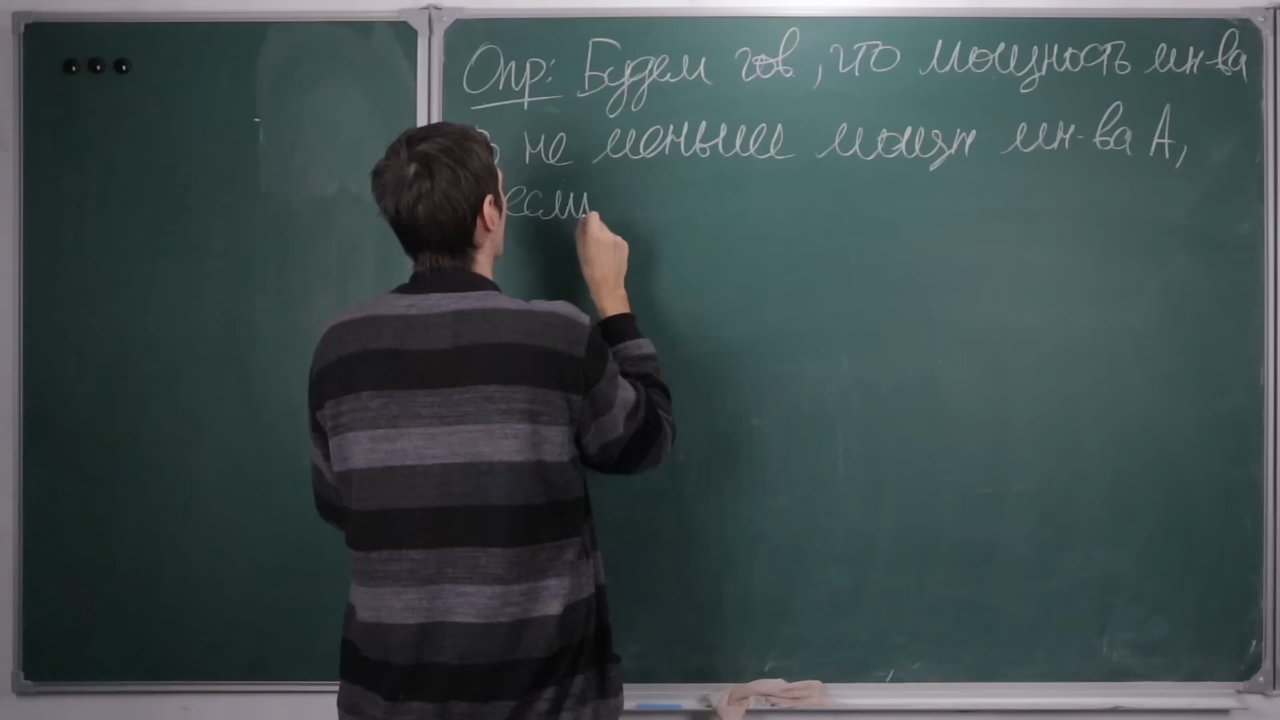 Опр: Будем гов, что мощность мн-ва
не меньше мощн мн-ва А,
если